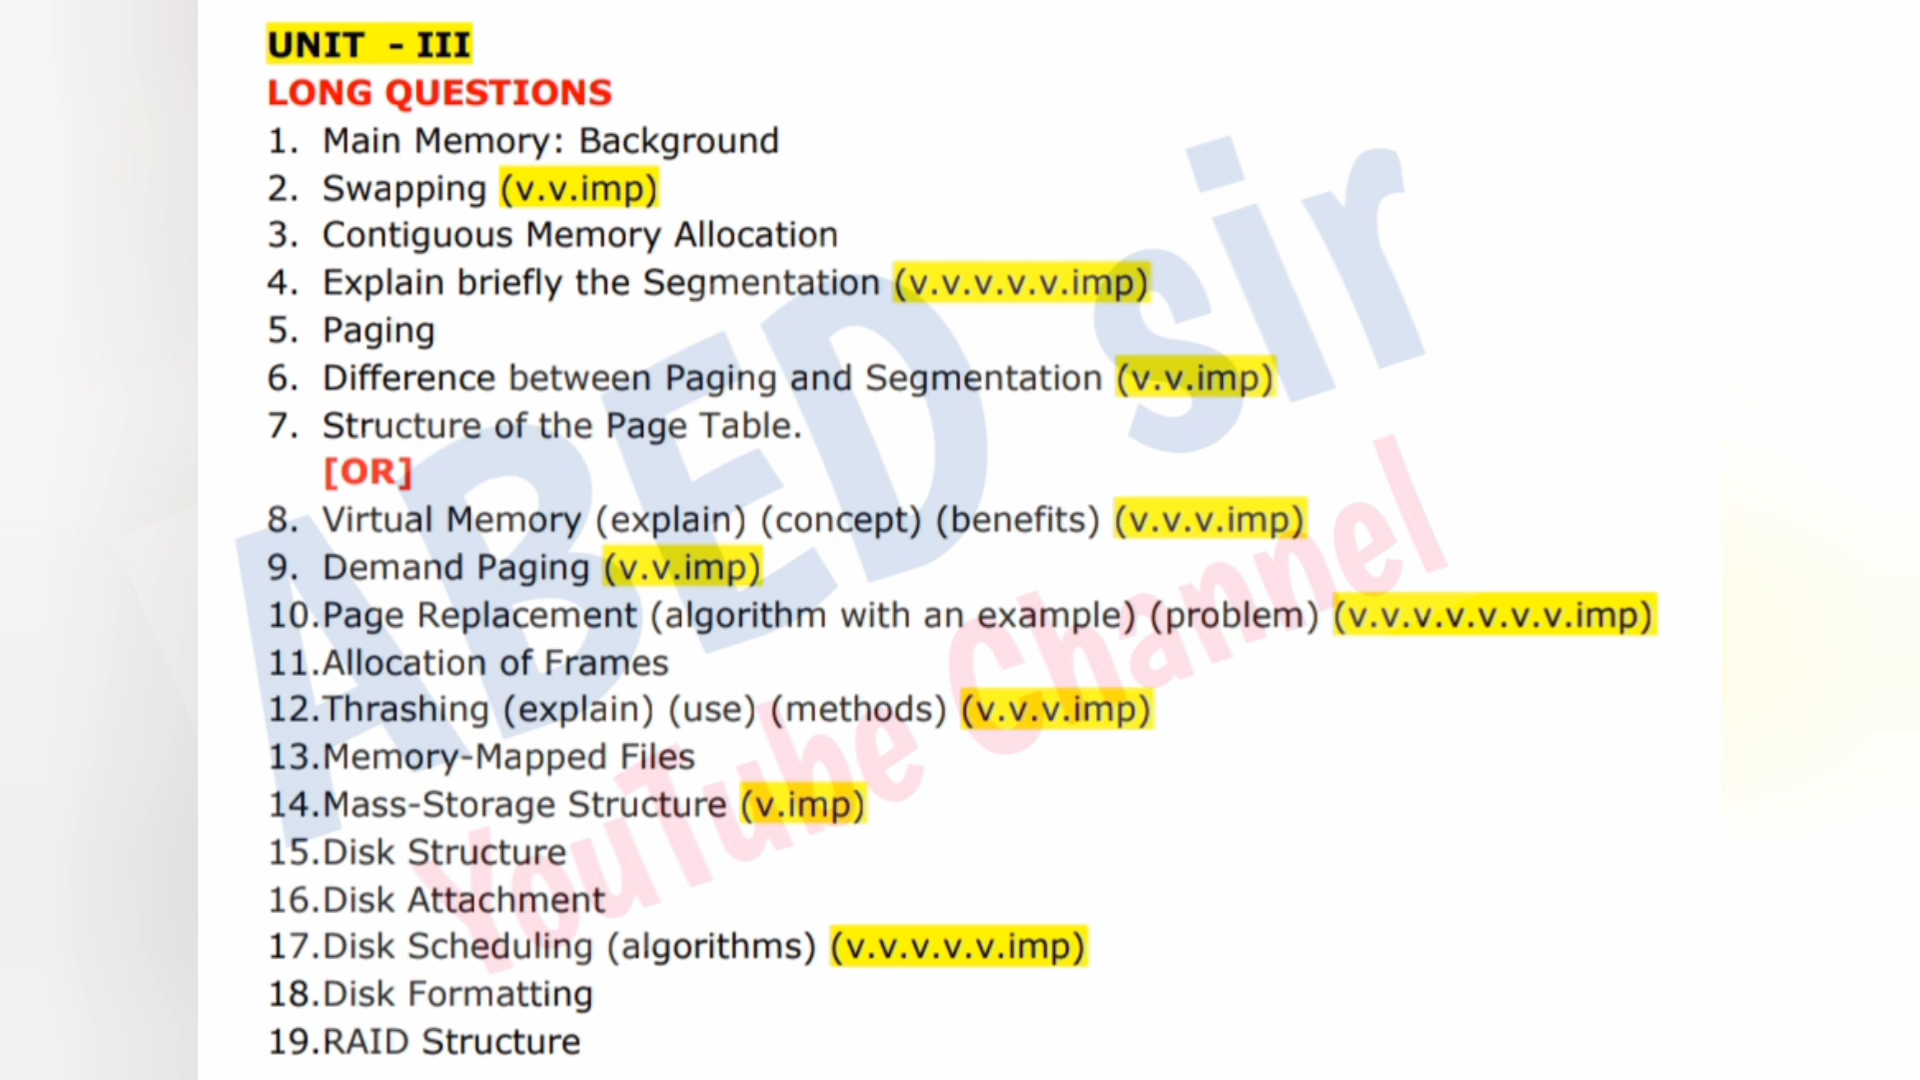 UNIT - III
LONG QUESTIONS
1. Main Memory: Background
2. Swapping (v.v.imp)
3. Contiguous Memory Allocation
4. Explain briefly the Segmentation (v.v.v.v.v.imp)
5. Paging
6. Difference between Paging and Segmentation (v.v.imp)
7. Structure of the Page Table.
[OR]
8. Virtual Memory (explain) (concept) (benefits) (v.v.v.imp)
9. Demand Paging (v.v.imp)
10.Page Replacement (algorithm with an example) (problem) (v.v.v.v.v.v.v.imp)
11.Allocation of Frames
12.Thrashing (explain) (use) (methods) (v.v.v.imp)
13.Memory-Mapped Files
14.Mass-Storage Structure (v.imp)
15.Disk Structure
16.Disk Attachment
17.Disk Scheduling (algorithms) (v.v.v.v.v.imp)
18.Disk Formatting
19.RAID Structure
ABED sir
YouTube Channel